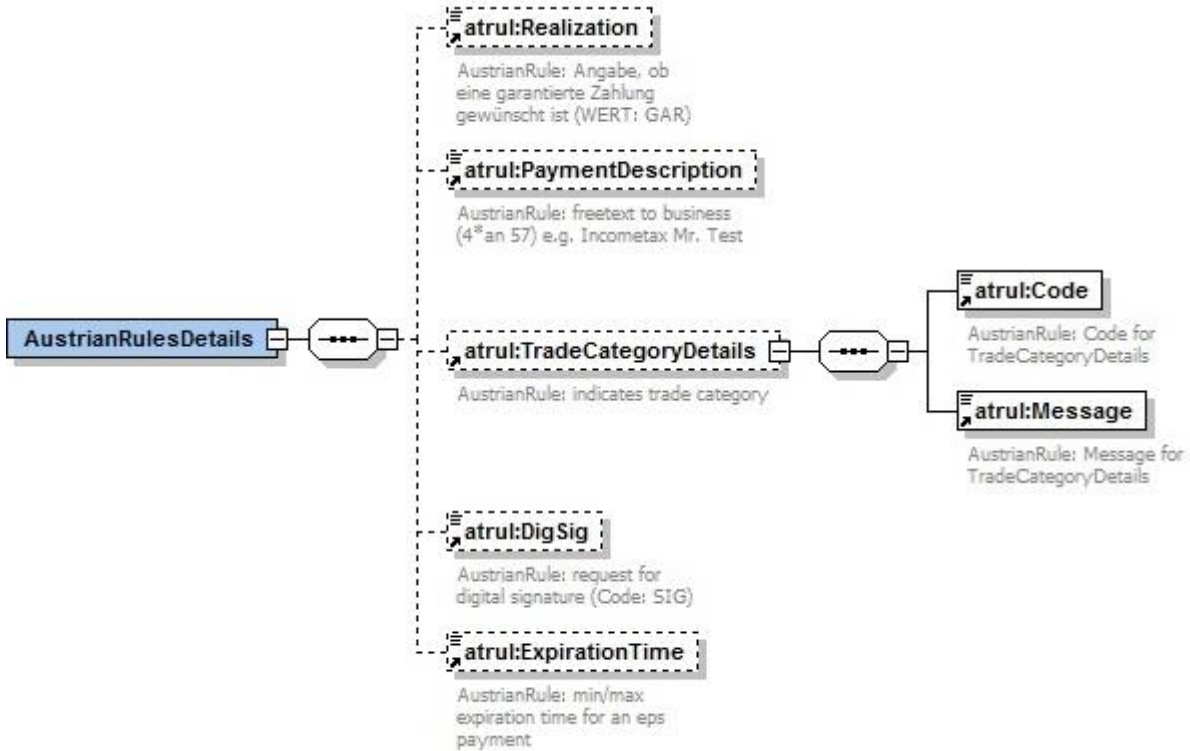 atrul:Realization
AustrianRule: Angabe, ob
eine garantierte Zahlung
gewünscht ist (WERT: GAR)
atrul:PaymentDescription
AustrianRule: freetext to business
(4*an 57) e.g. Incometax Mr. Test
AustrianRulesDetails
atrul:TradeCategoryDetails
AustrianRule: indicates trade category
atrul:Code
AustrianRule: Code for
TradeCategoryDetails
atrul:Message
AustrianRule: Message for
TradeCategoryDetails
atrul:DigSig
AustrianRule: request for
digital signature (Code: SIG)
atrul:ExpirationTime
AustrianRule: min/max
expiration time for an eps
payment